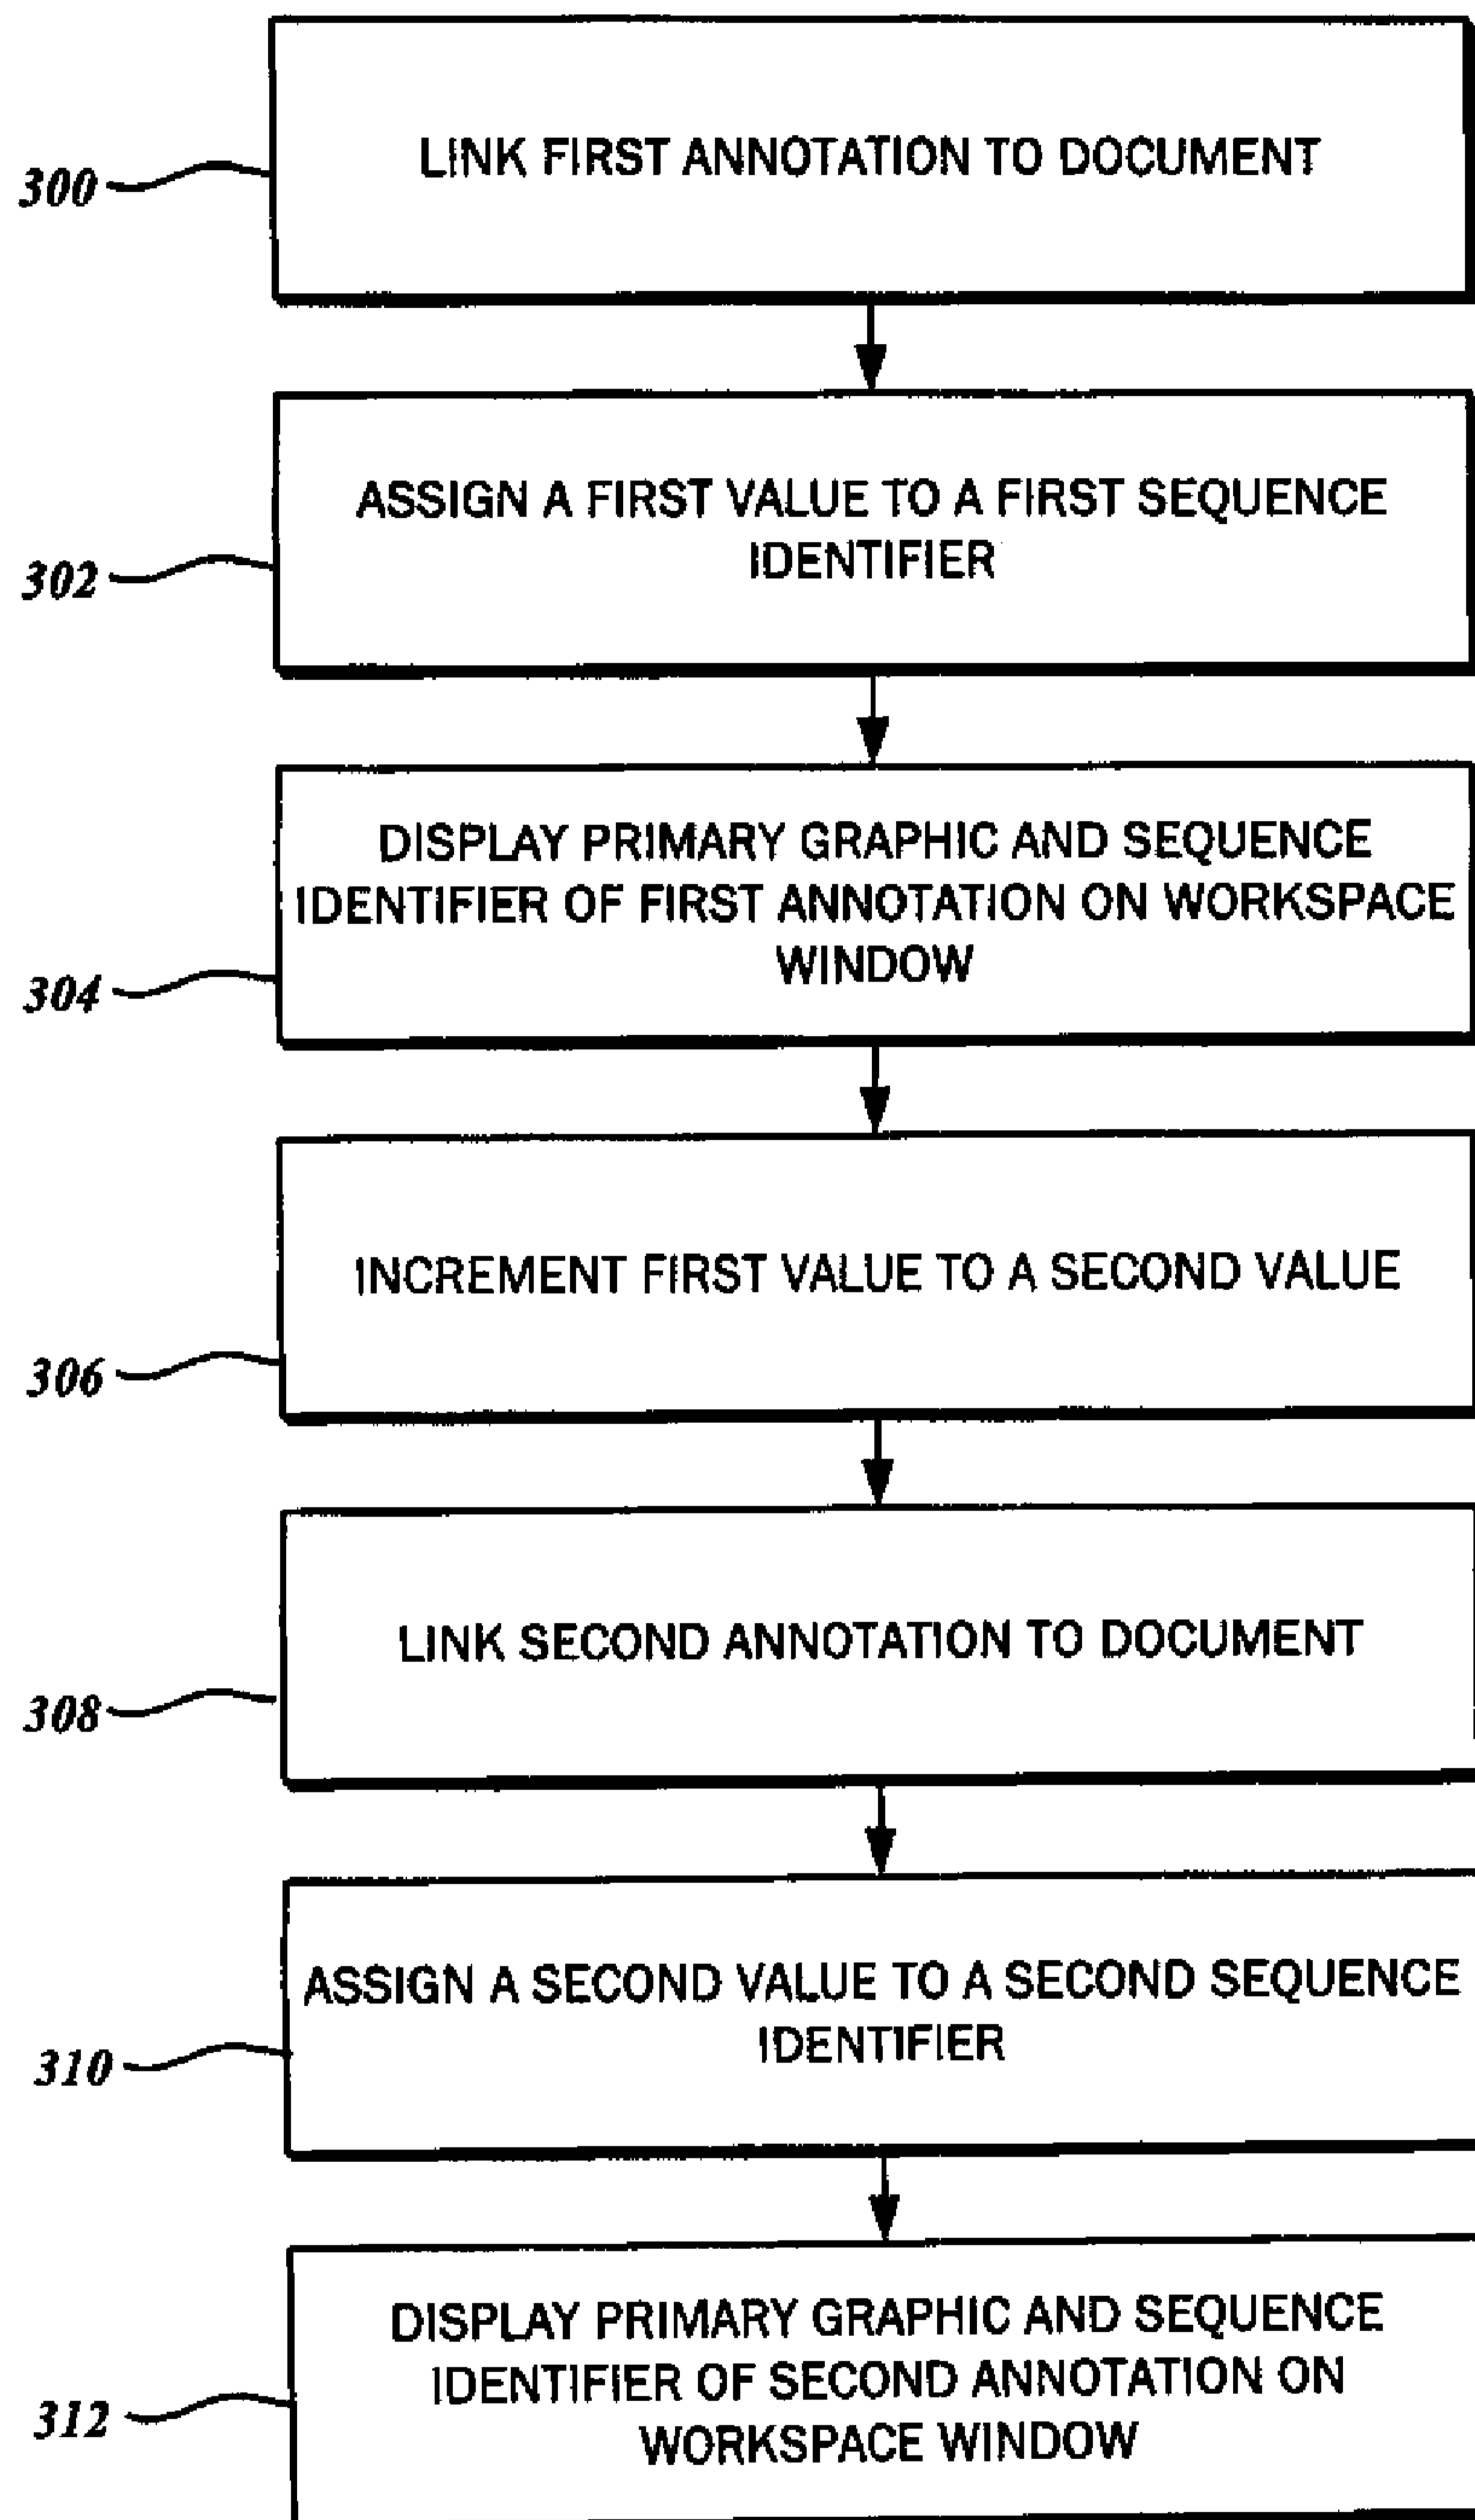 300
LINK FIRST ANNOTATION TO DOCUMENT
302
ASSIGN A FIRST VALUE TO A FIRST SEQUENCE
IDENTIFIER
304
DISPLAY PRIMARY GRAPHIC AND SEQUENCE
IDENTIFIER OF FIRST ANNOTATION ON WORKSPACE
WINDOW
306
INCREMENT FIRST VALUE TO A SECOND VALUE
308
LINK SECOND ANNOTATION TO DOCUMENT
310
ASSIGN A SECOND VALUE TO A SECOND SEQUENCE
IDENTIFIER
312
DISPLAY PRIMARY GRAPHIC AND SEQUENCE
IDENTIFIER OF SECOND ANNOTATION ON
WORKSPACE WINDOW